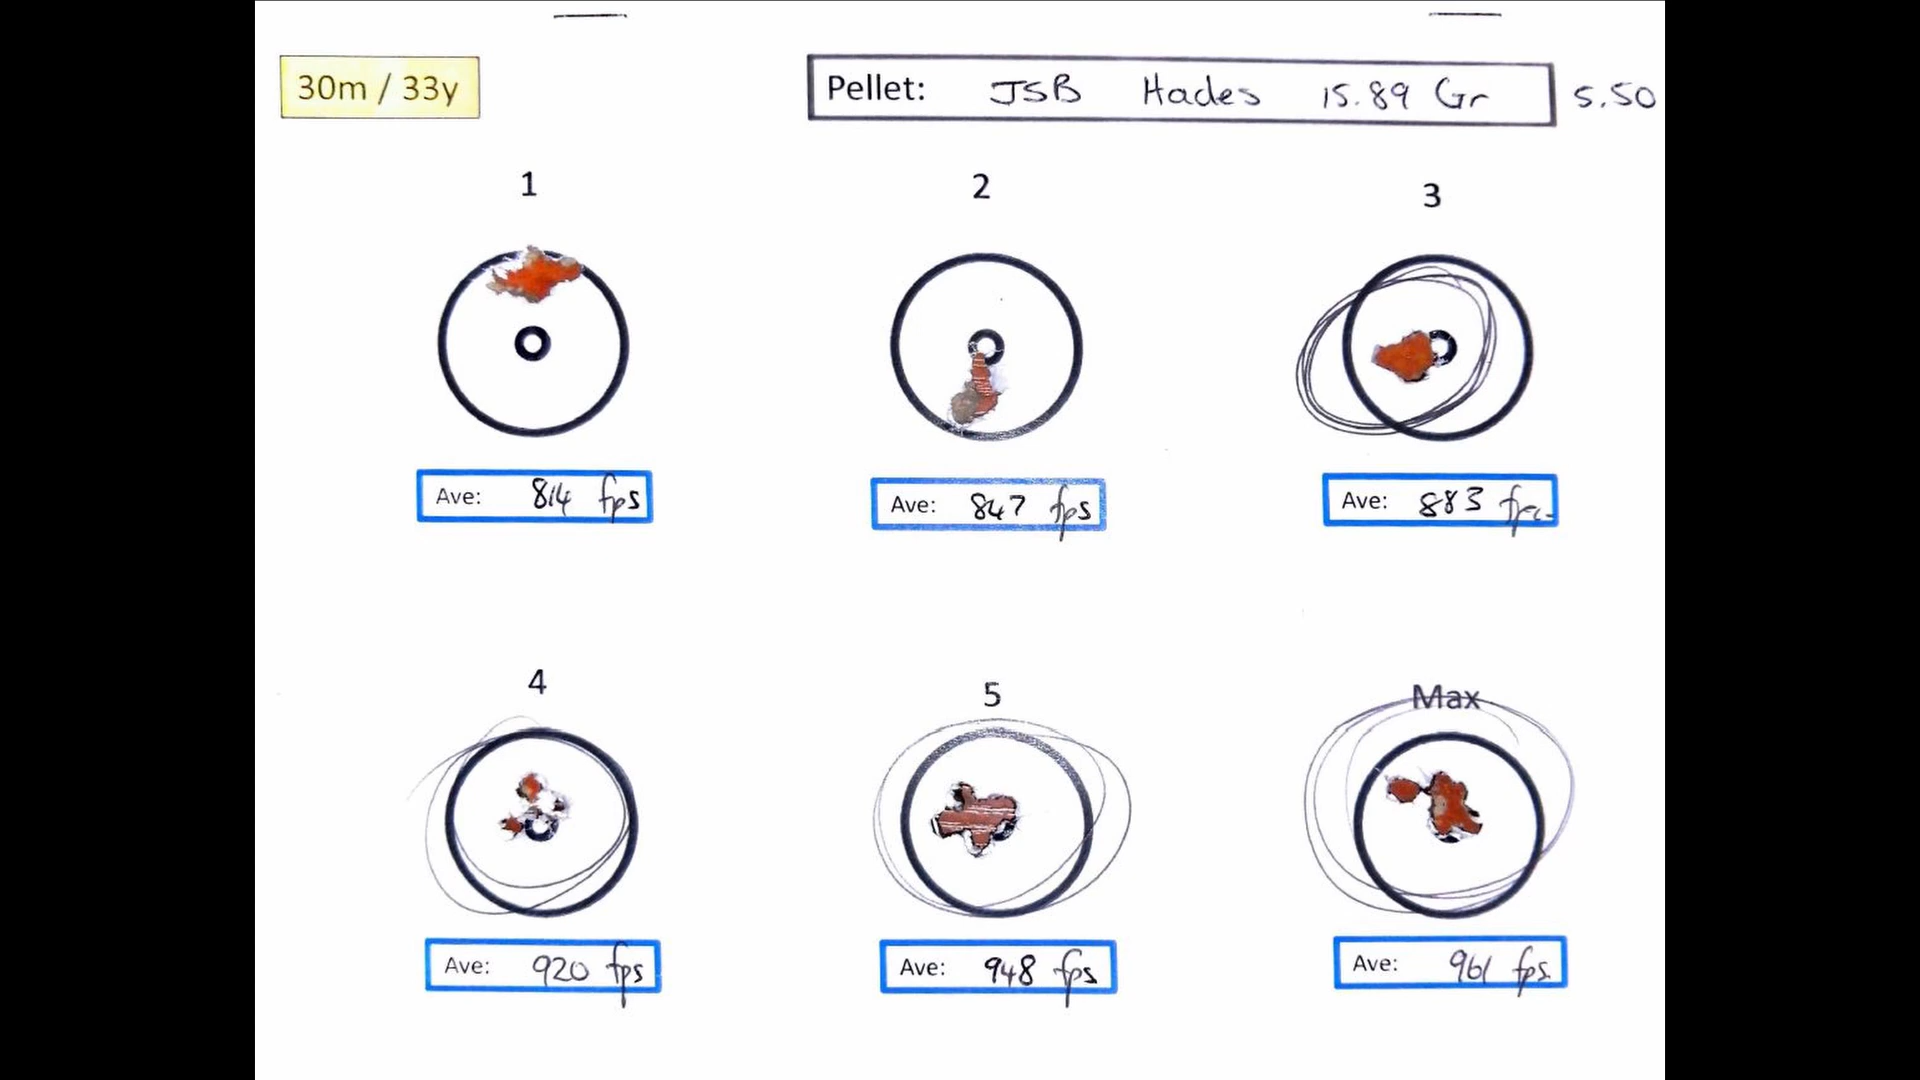 30m / 33y
Pellet: JSB Hades 15.89 Gr 5.50
1 2 3
Ave: 814 fps Ave: 847 fps Ave: 883 fps
4 5 Max
Ave: 920 fps Ave: 948 fps Ave: 961 fps.